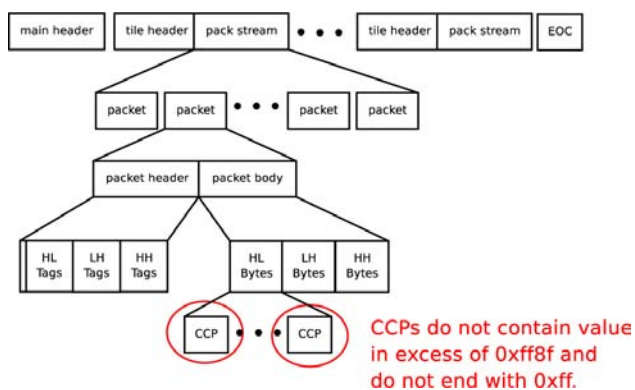 main header tile header pack stream tile header pack stream EOC
packet packet packet packet
packet header packet body
HL Tags LH Tags HH Tags HL Bytes LH Bytes HH Bytes
CCP CCP
CCPs do not contain value
in excess of 0xff8f and
do not end with 0xff.